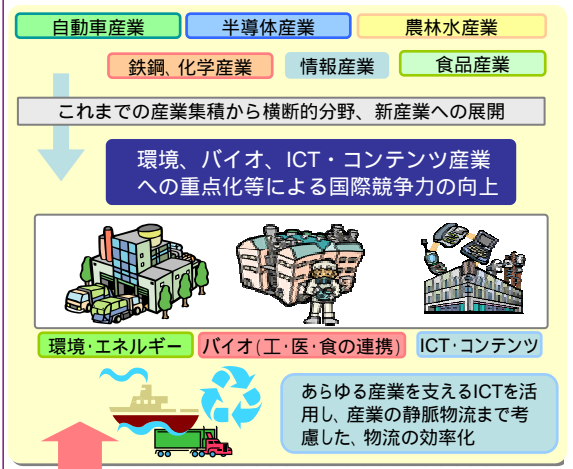 自動車産業 半導体産業 農林水産業
鉄鋼、化学産業 情報産業 食品産業
これまでの産業集積から横断的分野、新産業への展開
環境、バイオ、ICT・コンテンツ産業
への重点化等による国際競争力の向上
環境・エネルギー バイオ(工・医・食の連携) ICT・コンテンツ
あらゆる産業を支えるICTを活
用し、産業の静脈物流まで考
慮した、物流の効率化